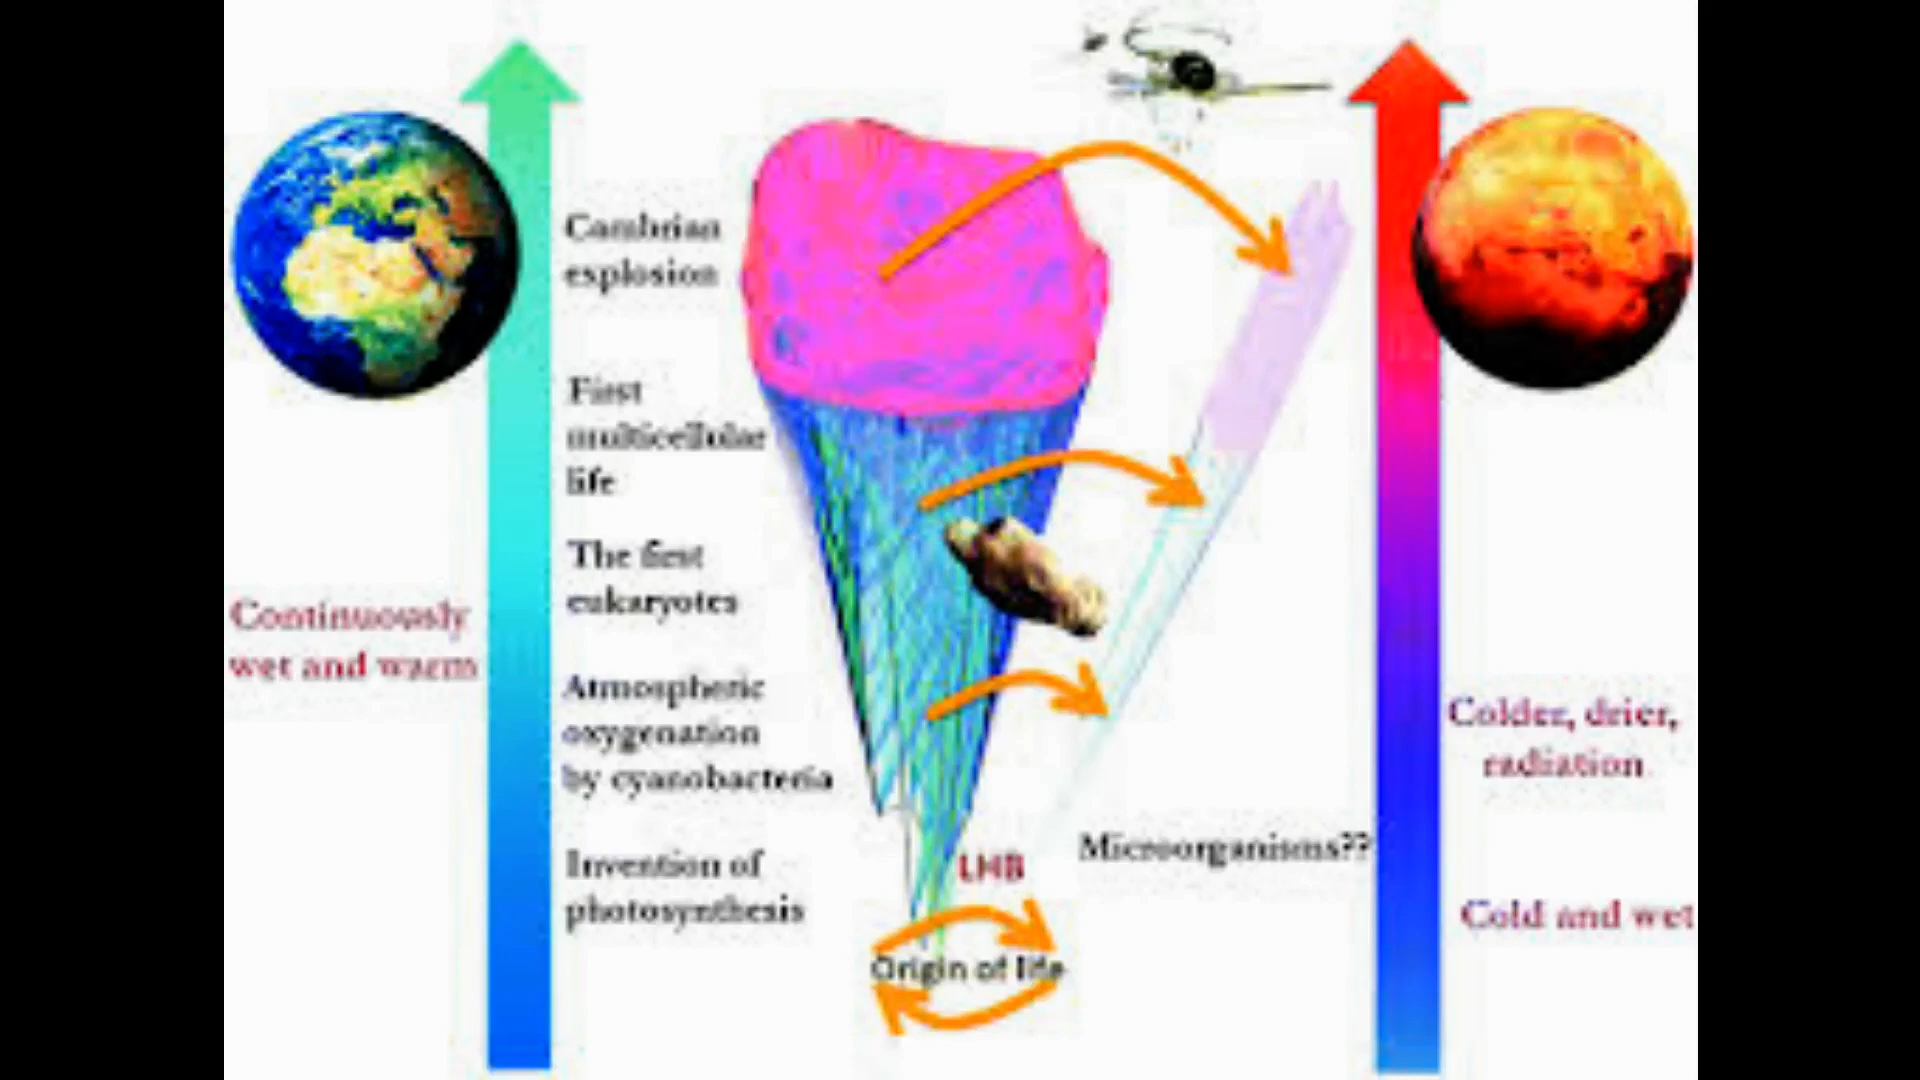 Cambrian
explosion
First
multicellular
life
The first
eukaryotes
Continuously
wet and warm
Atmospheric
oxygenation
by cyanobacteria
Invention of
photosynthesis
LHB
Origin of life
Microorganisms??
Colder, drier,
radiation
Cold and wet